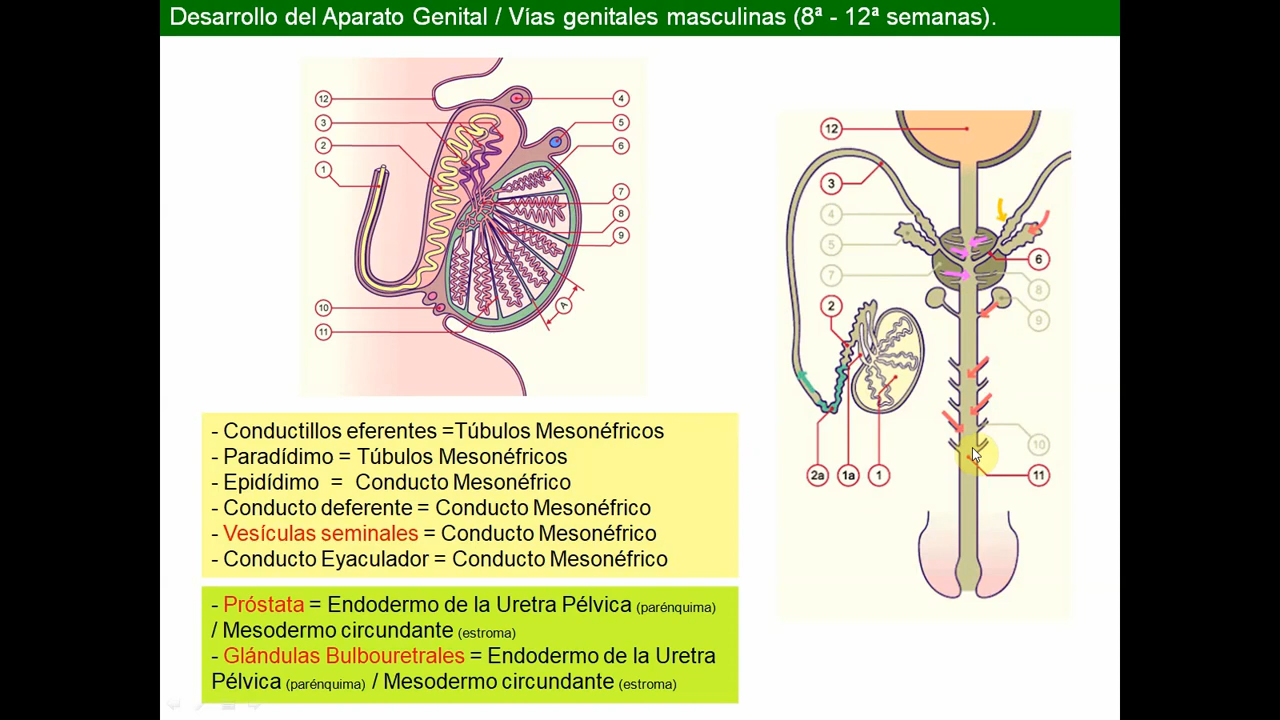 Desarrollo del Aparato Genital / Vías genitales masculinas (8ª - 12ª semanas).
12
3
2
1
4
5
6
7
8
9
A
10
11
12
3
4
5
7
2
6
8
9
10
2a
1a
1
11
- Conductillos eferentes =Túbulos Mesonéfricos
- Paradídimo = Túbulos Mesonéfricos
- Epidídimo = Conducto Mesonéfrico
- Conducto deferente = Conducto Mesonéfrico
- Vesículas seminales = Conducto Mesonéfrico
- Conducto Eyaculador = Conducto Mesonéfrico
- Próstata = Endodermo de la Uretra Pélvica (parénquima)
/ Mesodermo circundante (estroma)
- Glándulas Bulbouretrales = Endodermo de la Uretra
Pélvica (parénquima) / Mesodermo circundante (estroma)